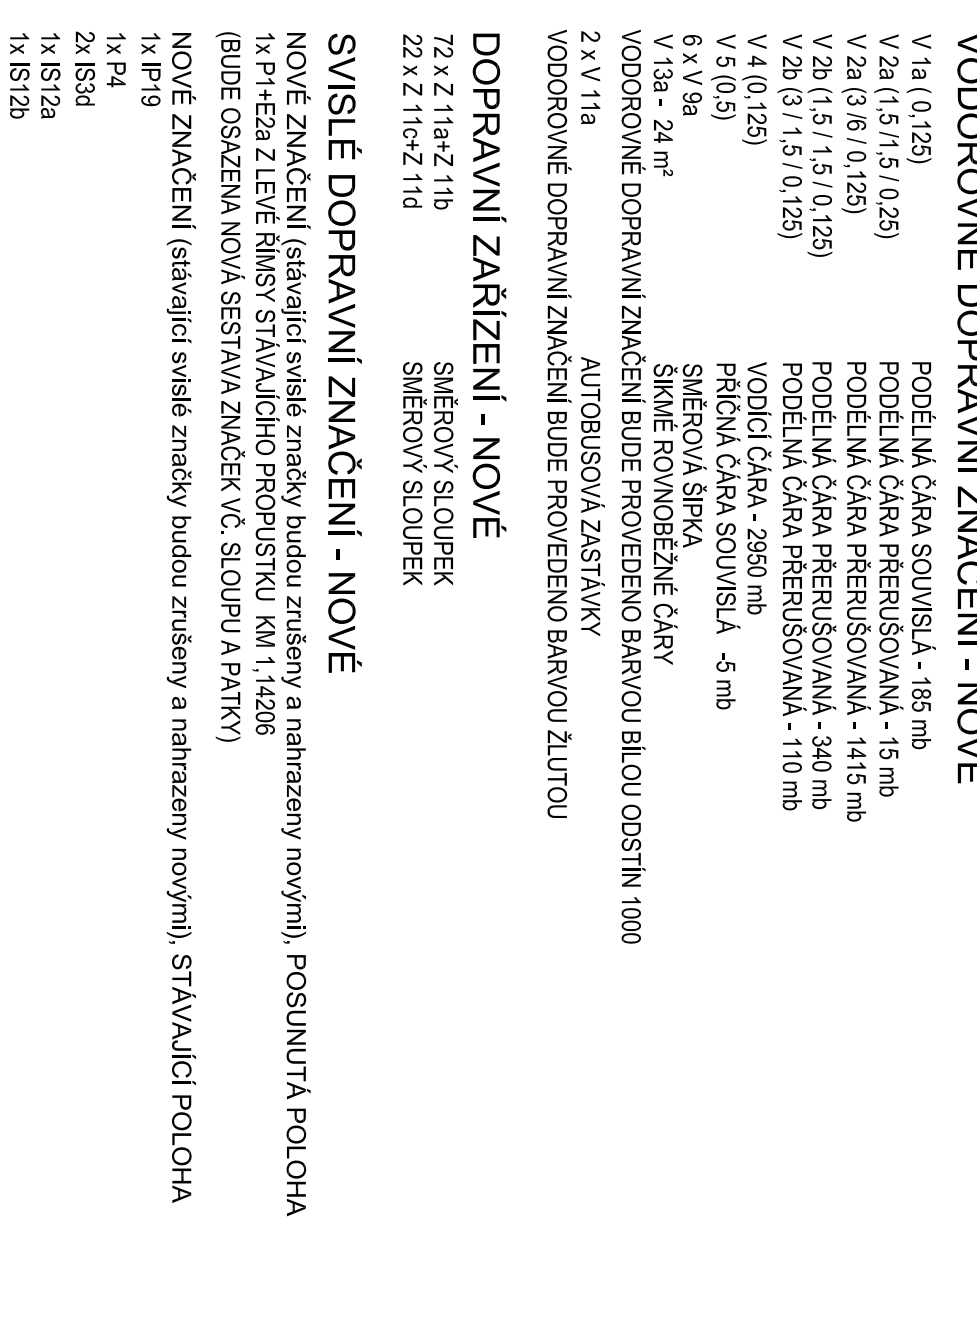 VODOROVNÉ DOPRAVNÍ ZNAČENÍ - NOVÉ
V 1a ( 0,125) PODÉLNÁ ČÁRA SOUVISLÁ - 185 mb
V 2a (1,5 /1,5 / 0,25) PODÉLNÁ ČÁRA PŘERUŠOVANÁ - 15 mb
V 2a (3 /6 / 0,125) PODÉLNÁ ČÁRA PŘERUŠOVANÁ - 1415 mb
V 2b (1,5 / 1,5 / 0,125) PODÉLNÁ ČÁRA PŘERUŠOVANÁ - 340 mb
V 2b (3 / 1,5 / 0,125) PODÉLNÁ ČÁRA PŘERUŠOVANÁ - 110 mb
V 4 (0,125) VODÍCÍ ČÁRA - 2950 mb
V 5 (0,5) PŘÍČNÁ ČÁRA SOUVISLÁ -5 mb
6 x V 9a SMĚROVÁ ŠIPKA
V 13a - 24 m² ŠIKMÉ ROVNOBĚŽNÉ ČÁRY
VODOROVNÉ DOPRAVNÍ ZNAČENÍ BUDE PROVEDENO BARVOU BÍLOU ODSTÍN 1000
2 x V 11a AUTOBUSOVÁ ZASTÁVKY
VODOROVNÉ DOPRAVNÍ ZNAČENÍ BUDE PROVEDENO BARVOU ŽLUTOU
DOPRAVNÍ ZAŘÍZENÍ - NOVÉ
72 x Z 11a+Z 11b SMĚROVÝ SLOUPEK
22 x Z 11c+Z 11d SMĚROVÝ SLOUPEK
SVISLÉ DOPRAVNÍ ZNAČENÍ - NOVÉ
NOVÉ ZNAČENÍ (stávající svislé značky budou zrušeny a nahrazeny novými), POSUNUTÁ POLOHA
1x P1+E2a Z LEVÉ ŘÍMSY STÁVAJÍCÍHO PROPUSTKU KM 1,14206
(BUDE OSAZENA NOVÁ SESTAVA ZNAČEK VČ. SLOUPU A PATKY)
NOVÉ ZNAČENÍ (stávající svislé značky budou zrušeny a nahrazeny novými), STÁVAJÍCÍ POLOHA
1x IP19
1x P4
2x IS3d
1x IS12a
1x IS12b